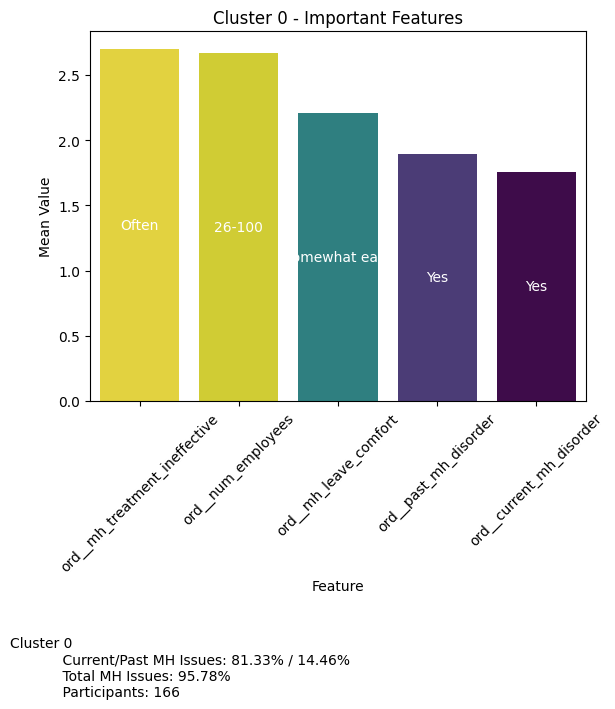 Cluster 0 - Important Features
Mean Value
2.5
2.0
1.5
1.0
0.5
0.0
Often
26-100
omewhat ea
Yes
Yes
ord__mh_treatment_ineffective
ord__num_employees
ord__mh_leave_comfort
ord__past_mh_disorder
ord__current_mh_disorder
Feature
Cluster 0
Current/Past MH Issues: 81.33% / 14.46%
Total MH Issues: 95.78%
Participants: 166